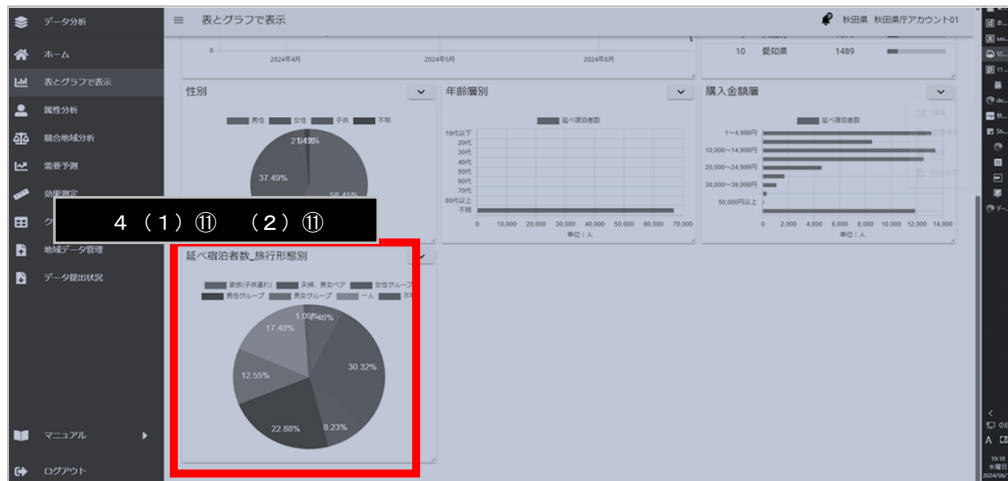 データ分析
表とグラフで表示
秋田県 秋田県庁アカウント01
ホーム
表とグラフで表示
属性分析
競合地域分析
需要予測
効果測定
地域データ管理
データ提出状況
マニュアル
ログアウト
0
2024年4月
2024年5月
2024年6月
10 愛知県 1489
性別
男性 女性 子供 不明
37.49%
58.45%
年齢層別
延べ宿泊者数
10代以下
20代
30代
40代
50代
60代
70代
80代以上
不明
0 10,000 20,000 30,000 40,000 50,000 60,000 70,000
単位：人
購入金額層
延べ宿泊者数
1～4,999円
10,000～14,999円
20,000～24,999円
30,000～39,999円
50,000円以上
0 2,000 4,000 6,000 8,000 10,000 12,000 14,000
単位：人
4（1）⑪ （2）⑪
延べ宿泊者数_旅行形態別
家族(子供連れ) 夫婦、男女ペア 女性グループ
男性グループ 男女グループ 一人 不明
17.48%
30.32%
12.55%
22.88%
8.23%
10:18
水曜日